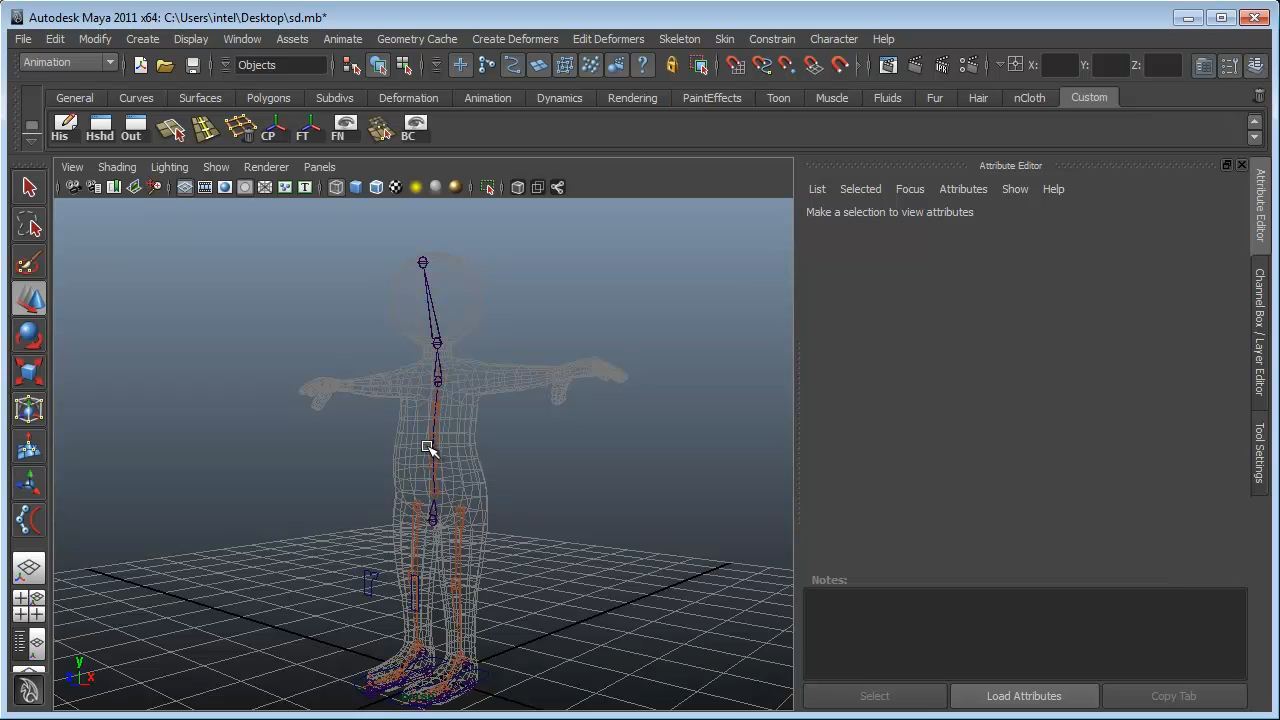 Autodesk Maya 2011 x64: C:\Users\intel\Desktop\sd.mb*
File Edit Modify Create Display Window Assets Animate Geometry Cache Create Deformers Edit Deformers Skeleton Skin Constrain Character Help
Animation Objects X: Y: Z:
General Curves Surfaces Polygons Subdivs Deformation Animation Dynamics Rendering PaintEffects Toon Muscle Fluids Fur Hair nCloth Custom
His Hshd Out CP FT FN BC
View Shading Lighting Show Renderer Panels
Attribute Editor
List Selected Focus Attributes Show Help
Make a selection to view attributes
Attribute Editor
Channel Box / Layer Editor
Tool Settings
Notes:
Select Load Attributes Copy Tab
y
x